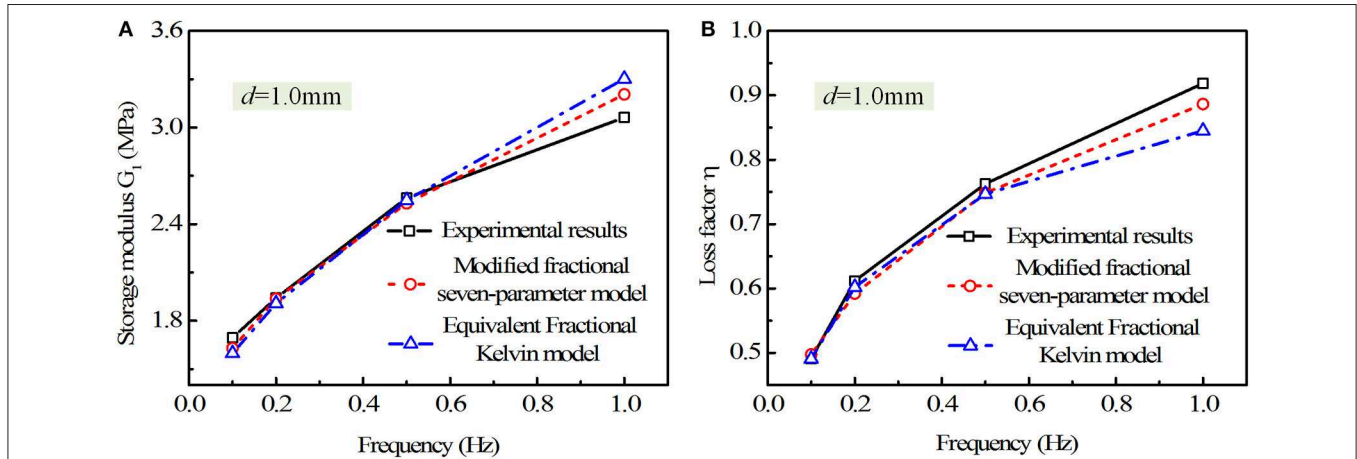 A
3.6
3.0
2.4
1.8
Storage modulus G1 (MPa)
d=1.0mm
Experimental results
Modified fractional
seven-parameter model
Equivalent Fractional
Kelvin model
0.0 0.2 0.4 0.6 0.8 1.0
Frequency (Hz)
B
1.0
0.9
0.8
0.7
0.6
0.5
Loss factor η
d=1.0mm
Experimental results
Modified fractional
seven-parameter model
Equivalent Fractional
Kelvin model
0.0 0.2 0.4 0.6 0.8 1.0
Frequency (Hz)